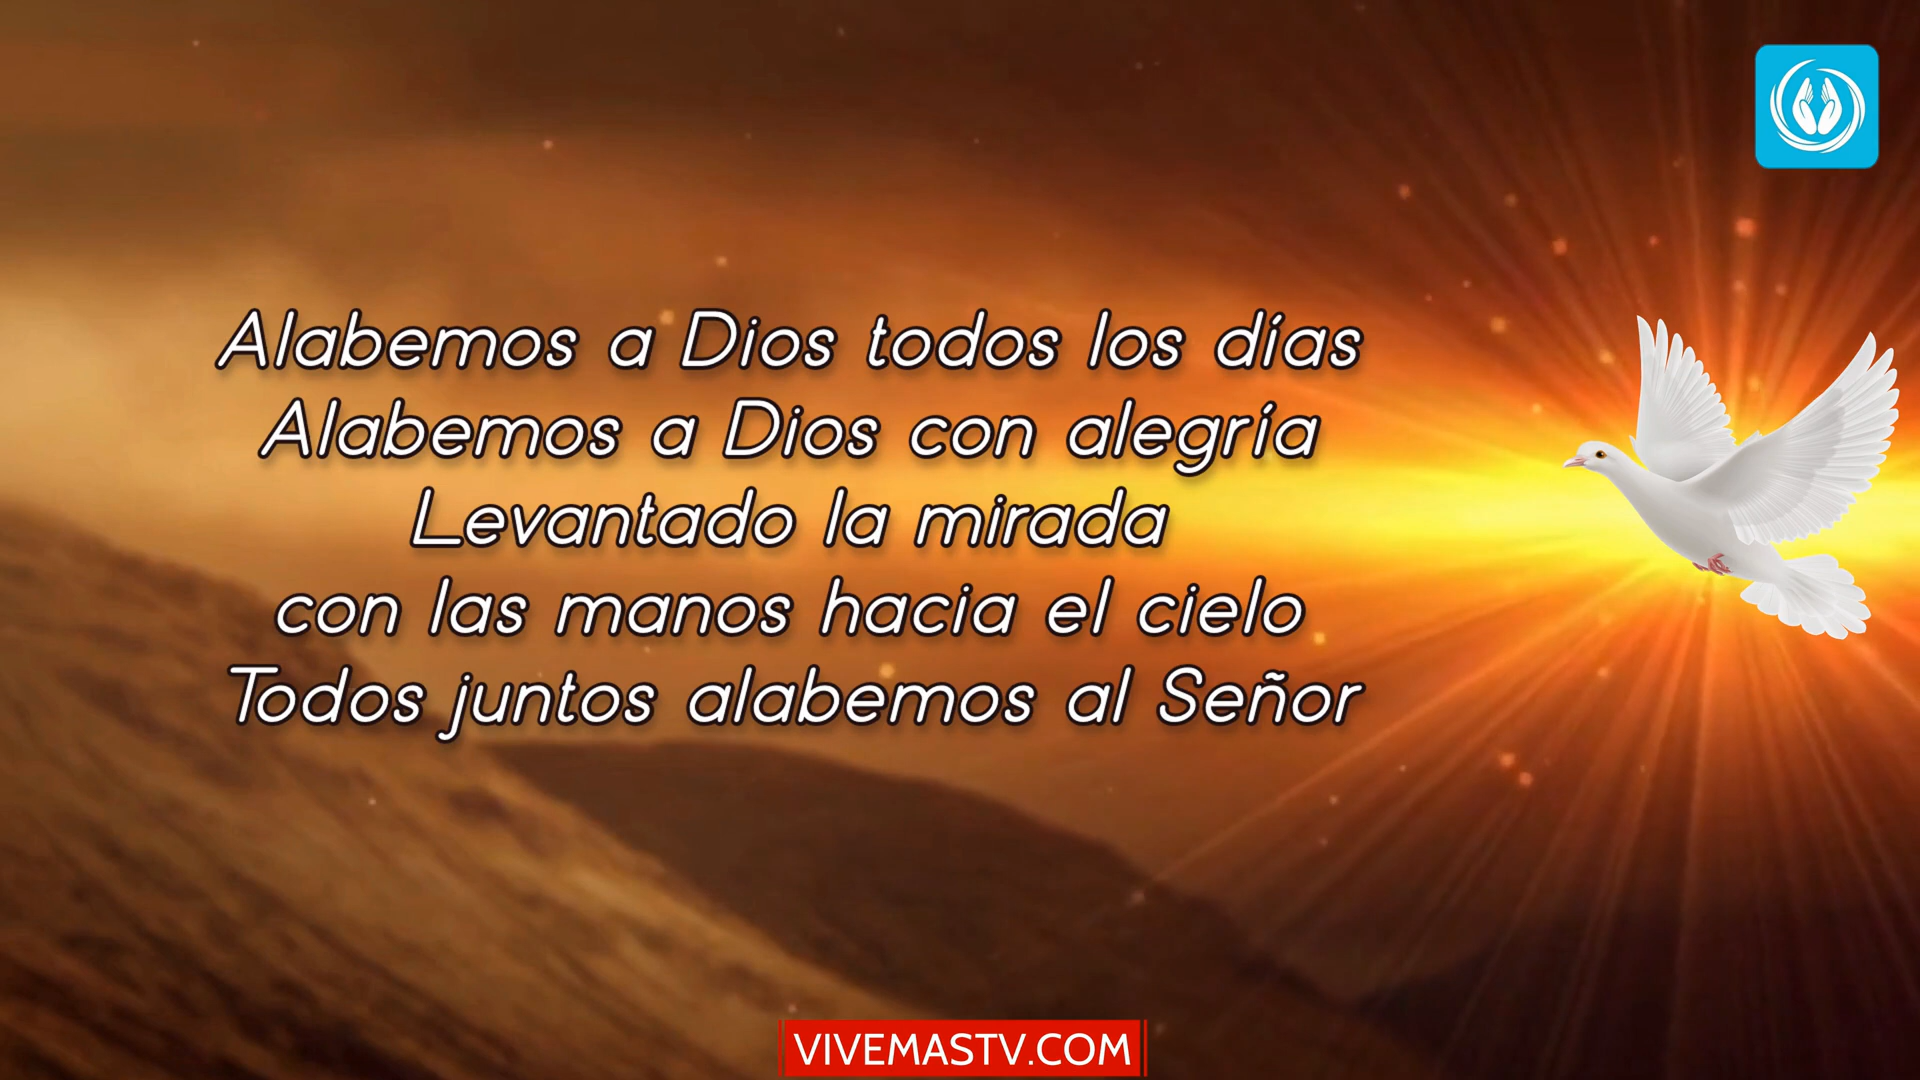 Alabemos a Dios todos los días
Alabemos a Dios con alegría
Levantado la mirada
con las manos hacia el cielo
Todos juntos alabemos al Señor
VIVEMASTV.COM